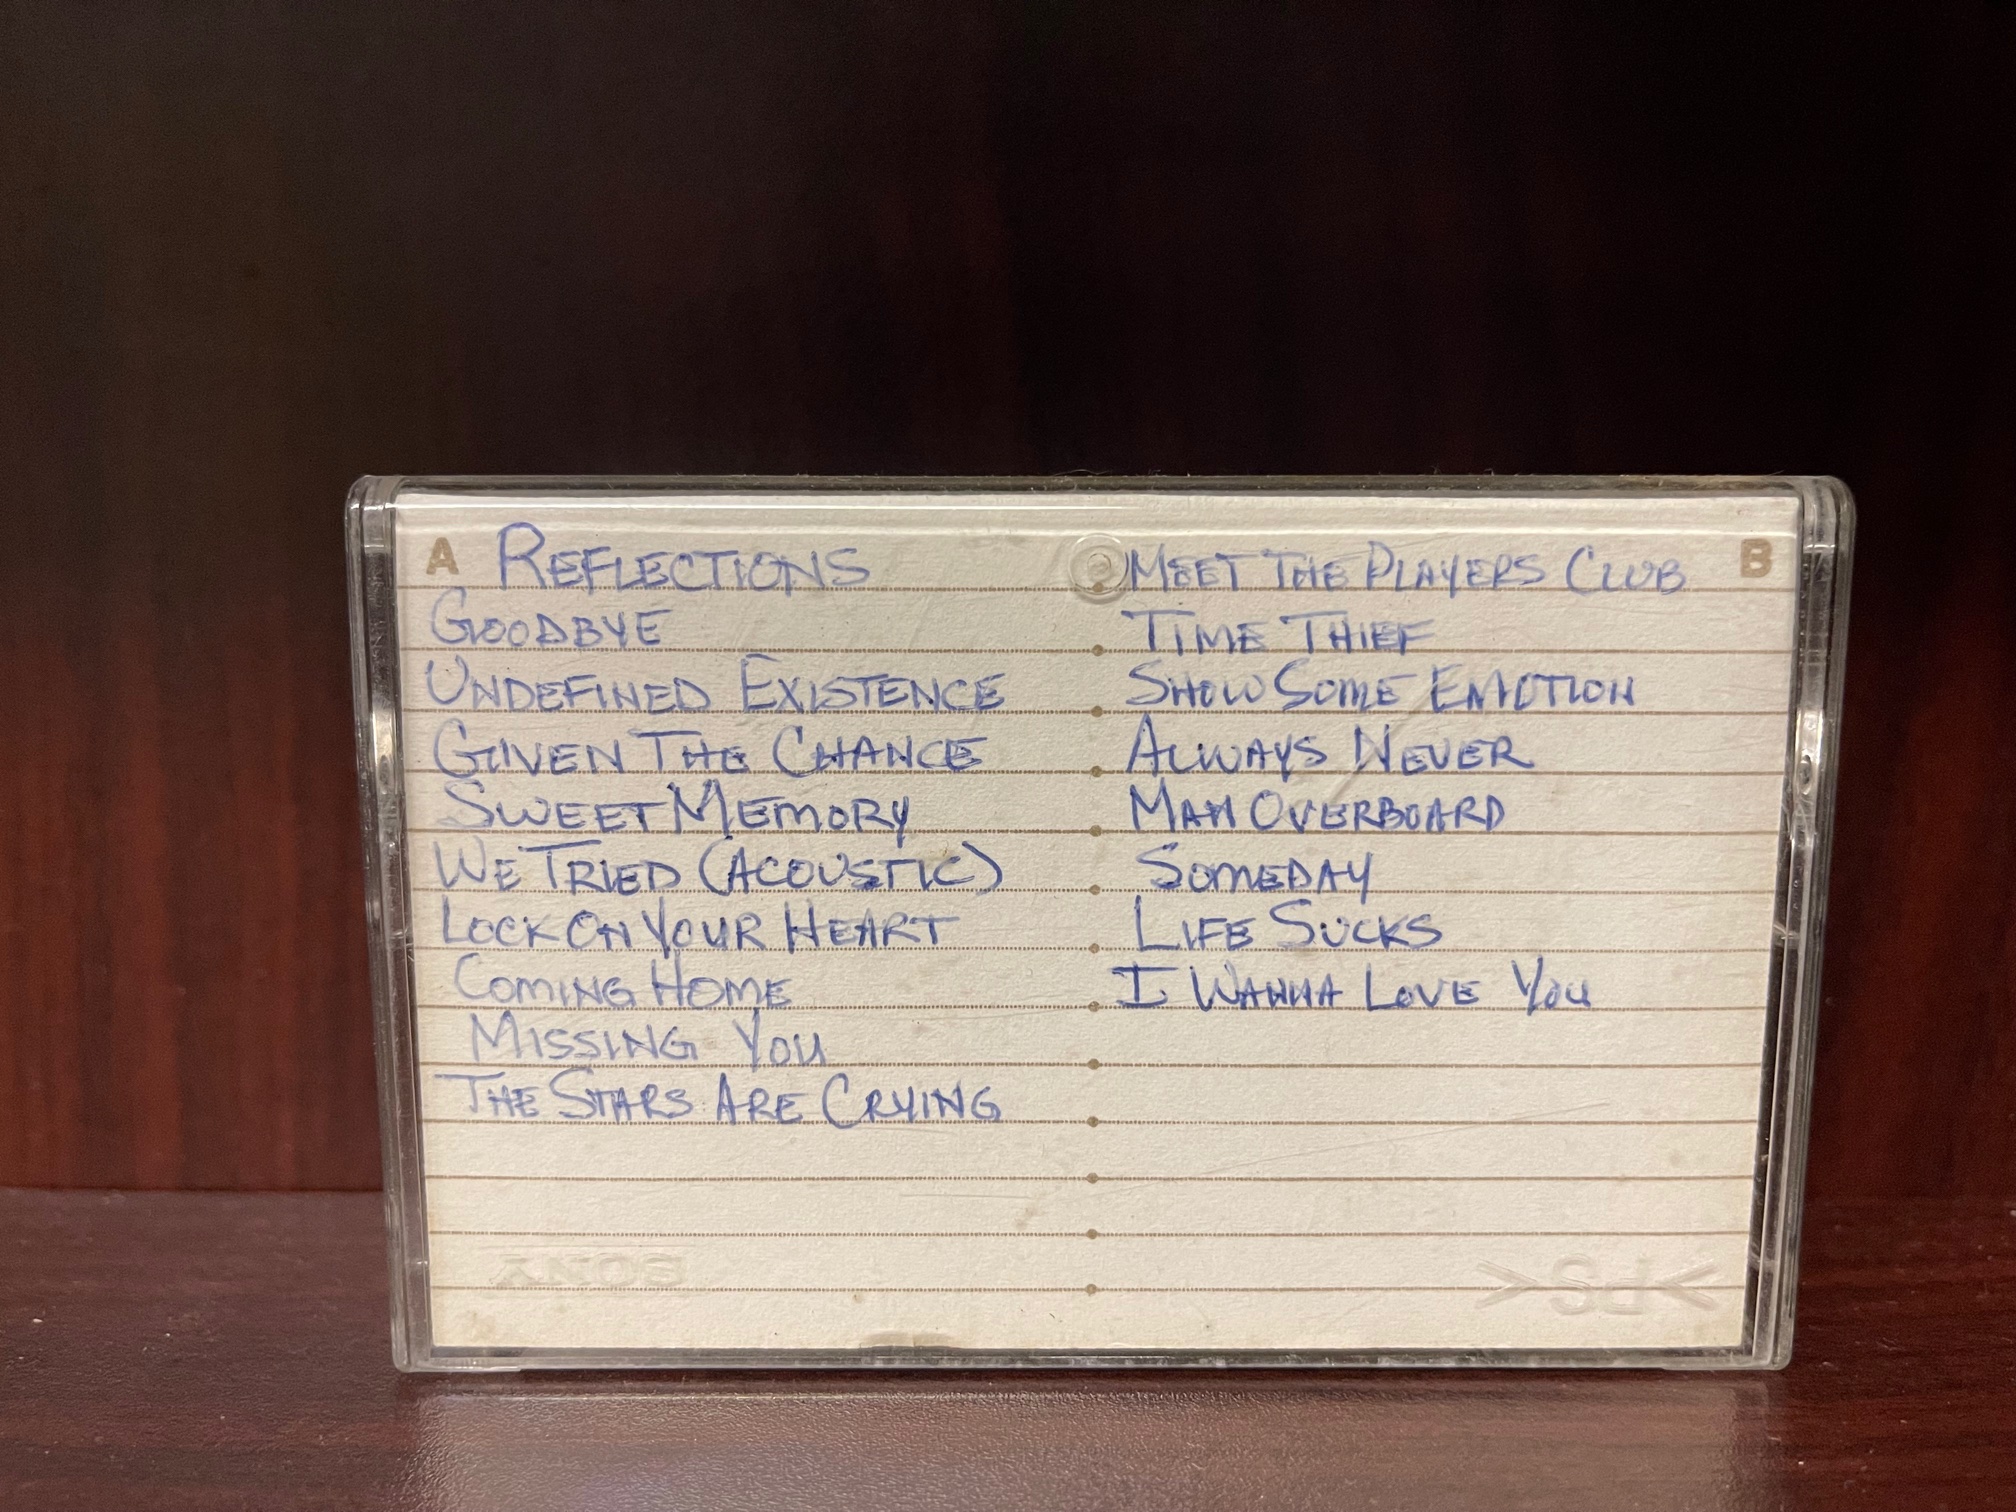 A REFLECTIONS
GOODBYE
UNDEFINED EXISTENCE
GIVEN THE CHANCE
SWEET MEMORY
WE TRIED (ACOUSTIC)
LOCK ON YOUR HEART
COMING HOME
MISSING YOU
THE STARS ARE CRYING
SONY
MEET THE PLAYERS CLUB B
TIME THIEF
SHOW SOME EMOTION
ALWAYS NEVER
MAN OVERBOARD
SOMEDAY
LIFE SUCKS
I WANNA LOVE YOU
>PS<